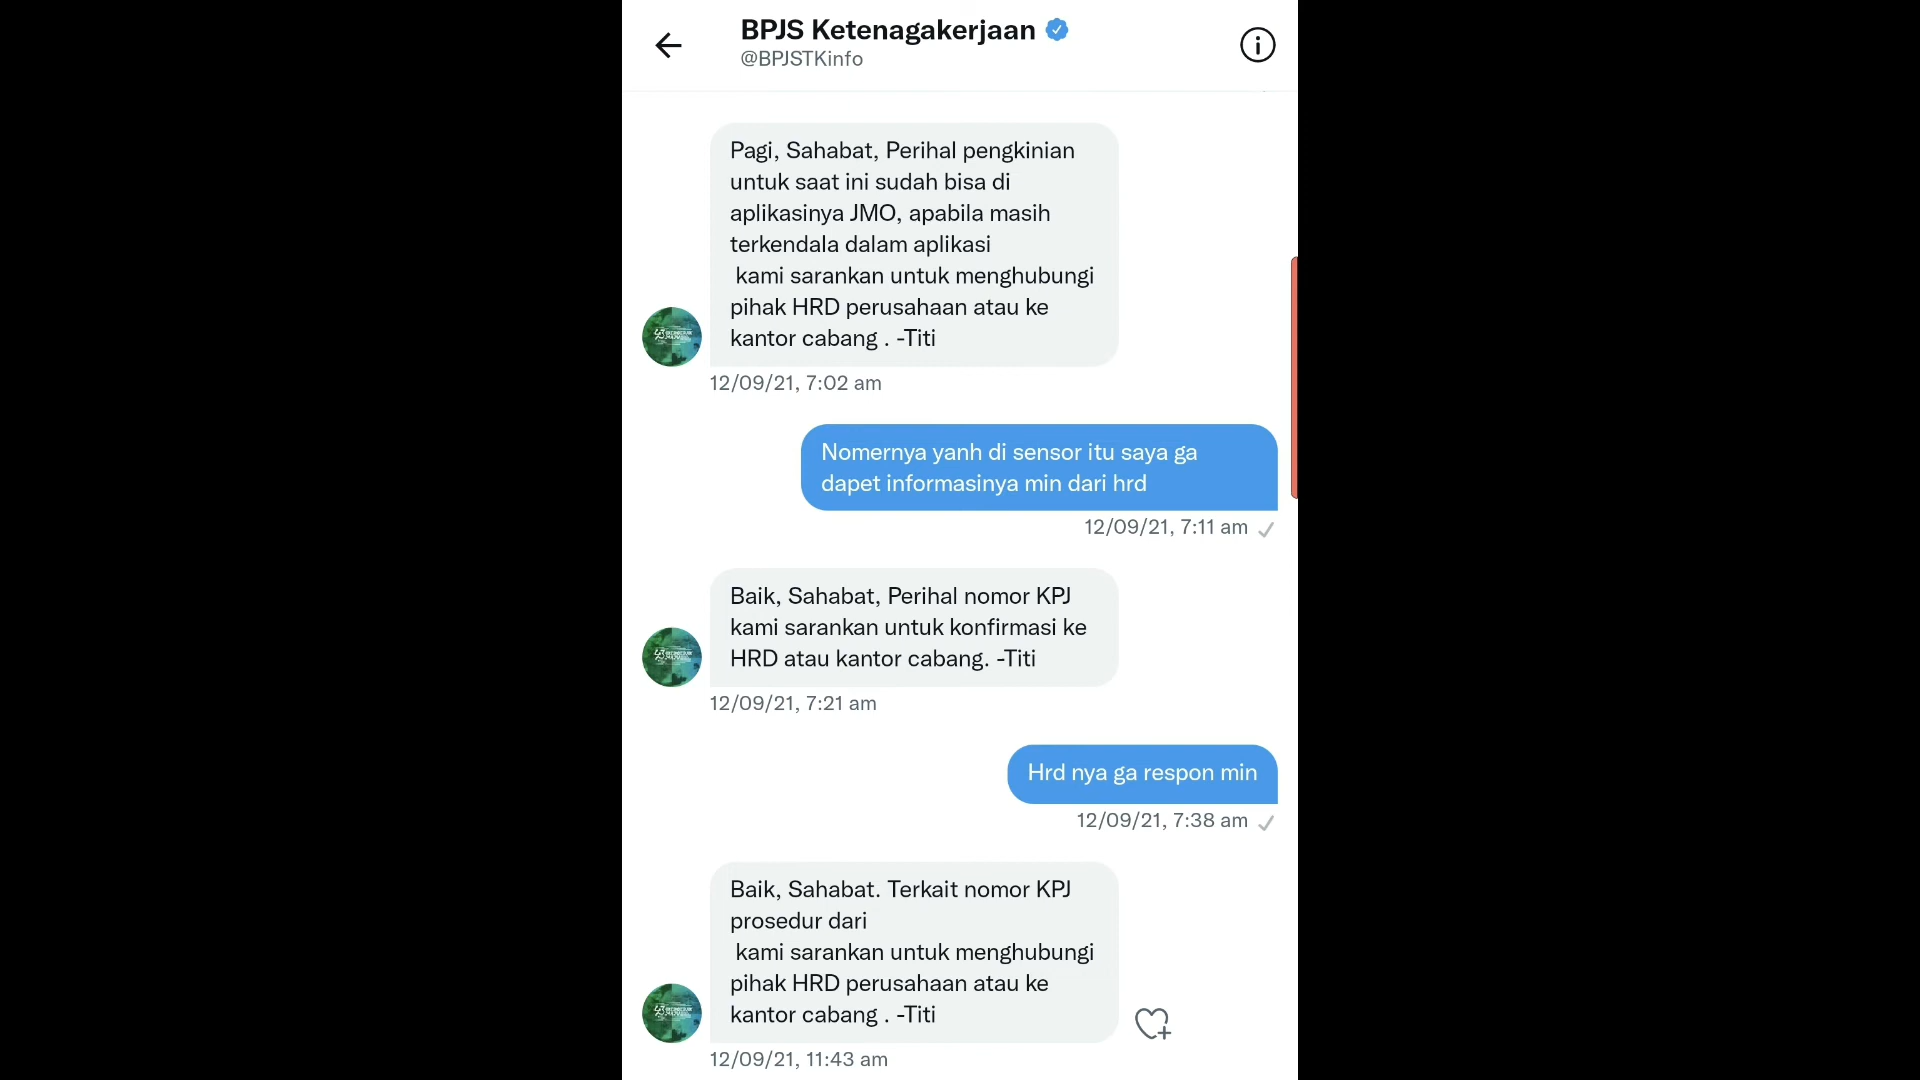 BPJS Ketenagakerjaan
@BPJSTKinfo
Pagi, Sahabat, Perihal pengkinian
untuk saat ini sudah bisa di
aplikasinya JMO, apabila masih
terkendala dalam aplikasi
kami sarankan untuk menghubungi
pihak HRD perusahaan atau ke
kantor cabang . -Titi
12/09/21, 7:02 am
Nomernya yanh di sensor itu saya ga
dapet informasinya min dari hrd
12/09/21, 7:11 am
Baik, Sahabat, Perihal nomor KPJ
kami sarankan untuk konfirmasi ke
HRD atau kantor cabang. -Titi
12/09/21, 7:21 am
Hrd nya ga respon min
12/09/21, 7:38 am
Baik, Sahabat. Terkait nomor KPJ
prosedur dari
kami sarankan untuk menghubungi
pihak HRD perusahaan atau ke
kantor cabang . -Titi
12/09/21, 11:43 am